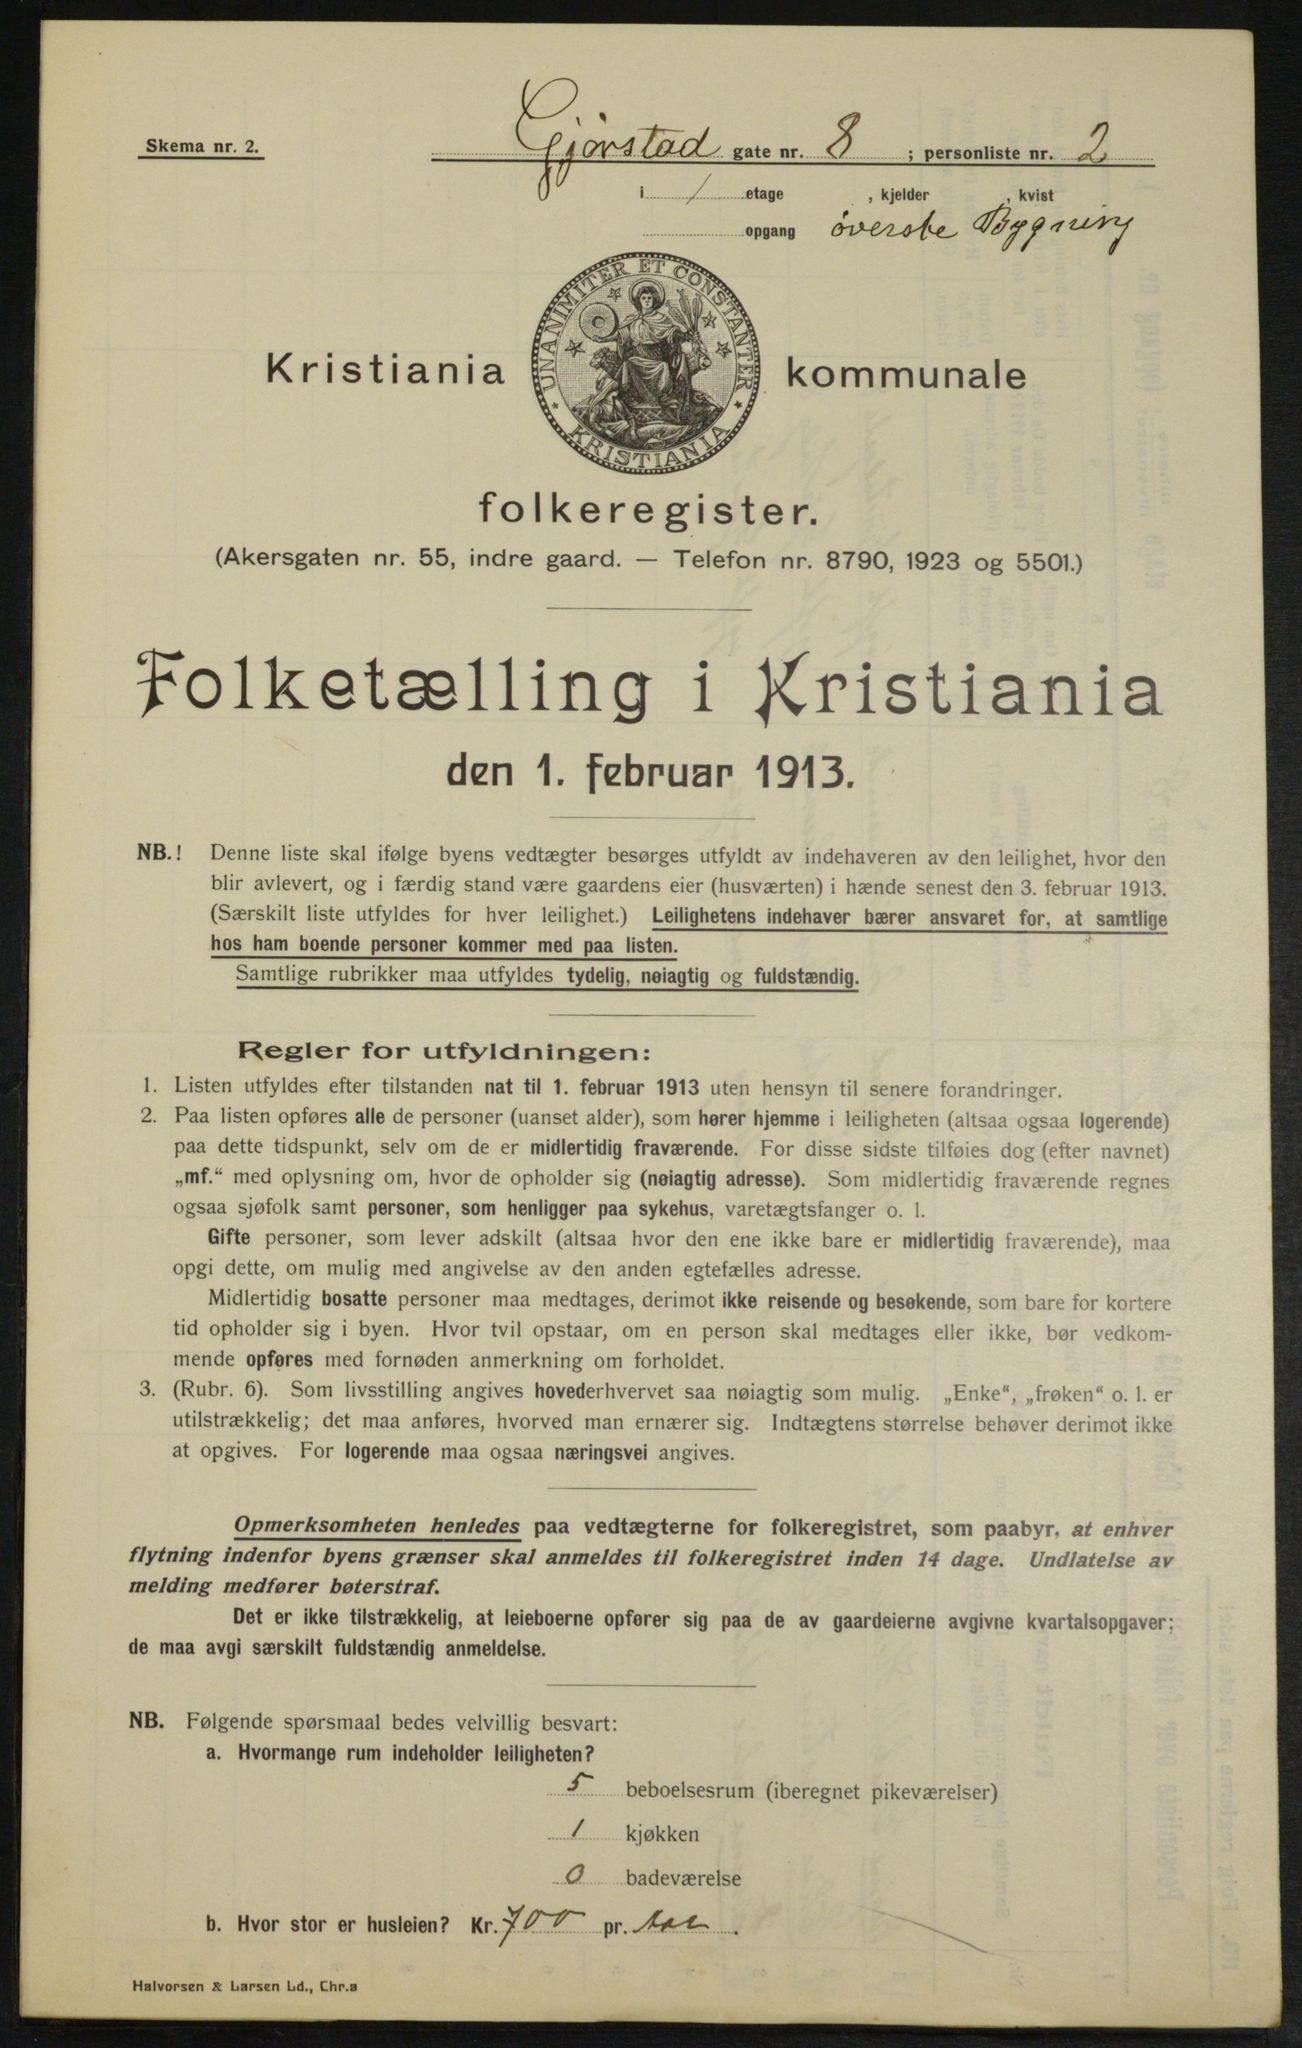 Skema nr. 2.
Gjørstad gate nr. 8 ; personliste nr. 2
i 1 etage , kjelder , kvist
opgang øverste Bygning
UNANIMITER ET CONSTANTER
KRISTIANIA
Kristiania kommunale
folkeregister.
(Akersgaten nr. 55, indre gaard. — Telefon nr. 8790, 1923 og 5501.)
Folketælling i Kristiania
den 1. februar 1913.
NB.! Denne liste skal ifølge byens vedtægter besørges utfyldt av indehaveren av den leilighet, hvor den
blir avlevert, og i færdig stand være gaardens eier (husværten) i hænde senest den 3. februar 1913.
(Særskilt liste utfyldes for hver leilighet.) Leilighetens indehaver bærer ansvaret for, at samtlige
hos ham boende personer kommer med paa listen.
Samtlige rubrikker maa utfyldes tydelig, nøiagtig og fuldstændig.
Regler for utfyldningen:
1. Listen utfyldes efter tilstanden nat til 1. februar 1913 uten hensyn til senere forandringer.
2. Paa listen opføres alle de personer (uanset alder), som hører hjemme i leiligheten (altsaa ogsaa logerende)
paa dette tidspunkt, selv om de er midlertidig fraværende. For disse sidste tilføies dog (efter navnet)
„mf.“ med oplysning om, hvor de opholder sig (nøiagtig adresse). Som midlertidig fraværende regnes
ogsaa sjøfolk samt personer, som henligger paa sykehus, varetægtsfanger o. l.
Gifte personer, som lever adskilt (altsaa hvor den ene ikke bare er midlertidig fraværende), maa
opgi dette, om mulig med angivelse av den anden egtefælles adresse.
Midlertidig bosatte personer maa medtages, derimot ikke reisende og besøkende, som bare for kortere
tid opholder sig i byen. Hvor tvil opstaar, om en person skal medtages eller ikke, bør vedkom-
mende opføres med fornøden anmerkning om forholdet.
3. (Rubr. 6). Som livsstilling angives hovederhvervet saa nøiagtig som mulig. „Enke“, „frøken“ o. l. er
utilstrækkelig; det maa anføres, hvorved man ernærer sig. Indtægtens størrelse behøver derimot ikke
at opgives. For logerende maa ogsaa næringsvei angives.
Opmerksomheten henledes paa vedtægterne for folkeregistret, som paabyr, at enhver
flytning indenfor byens grænser skal anmeldes til folkeregistret inden 14 dage. Undlatelse av
melding medfører bøterstraf.
Det er ikke tilstrækkelig, at leieboerne opfører sig paa de av gaardeierne avgivne kvartalsopgaver;
de maa avgi særskilt fuldstændig anmeldelse.
NB. Følgende spørsmaal bedes velvillig besvart:
a. Hvormange rum indeholder leiligheten?
5 beboelsesrum (iberegnet pikeværelser)
1 kjøkken
0 badeværelse
b. Hvor stor er husleien? Kr. 700 pr. Aar.
Halvorsen & Larsen Ld., Chr.a